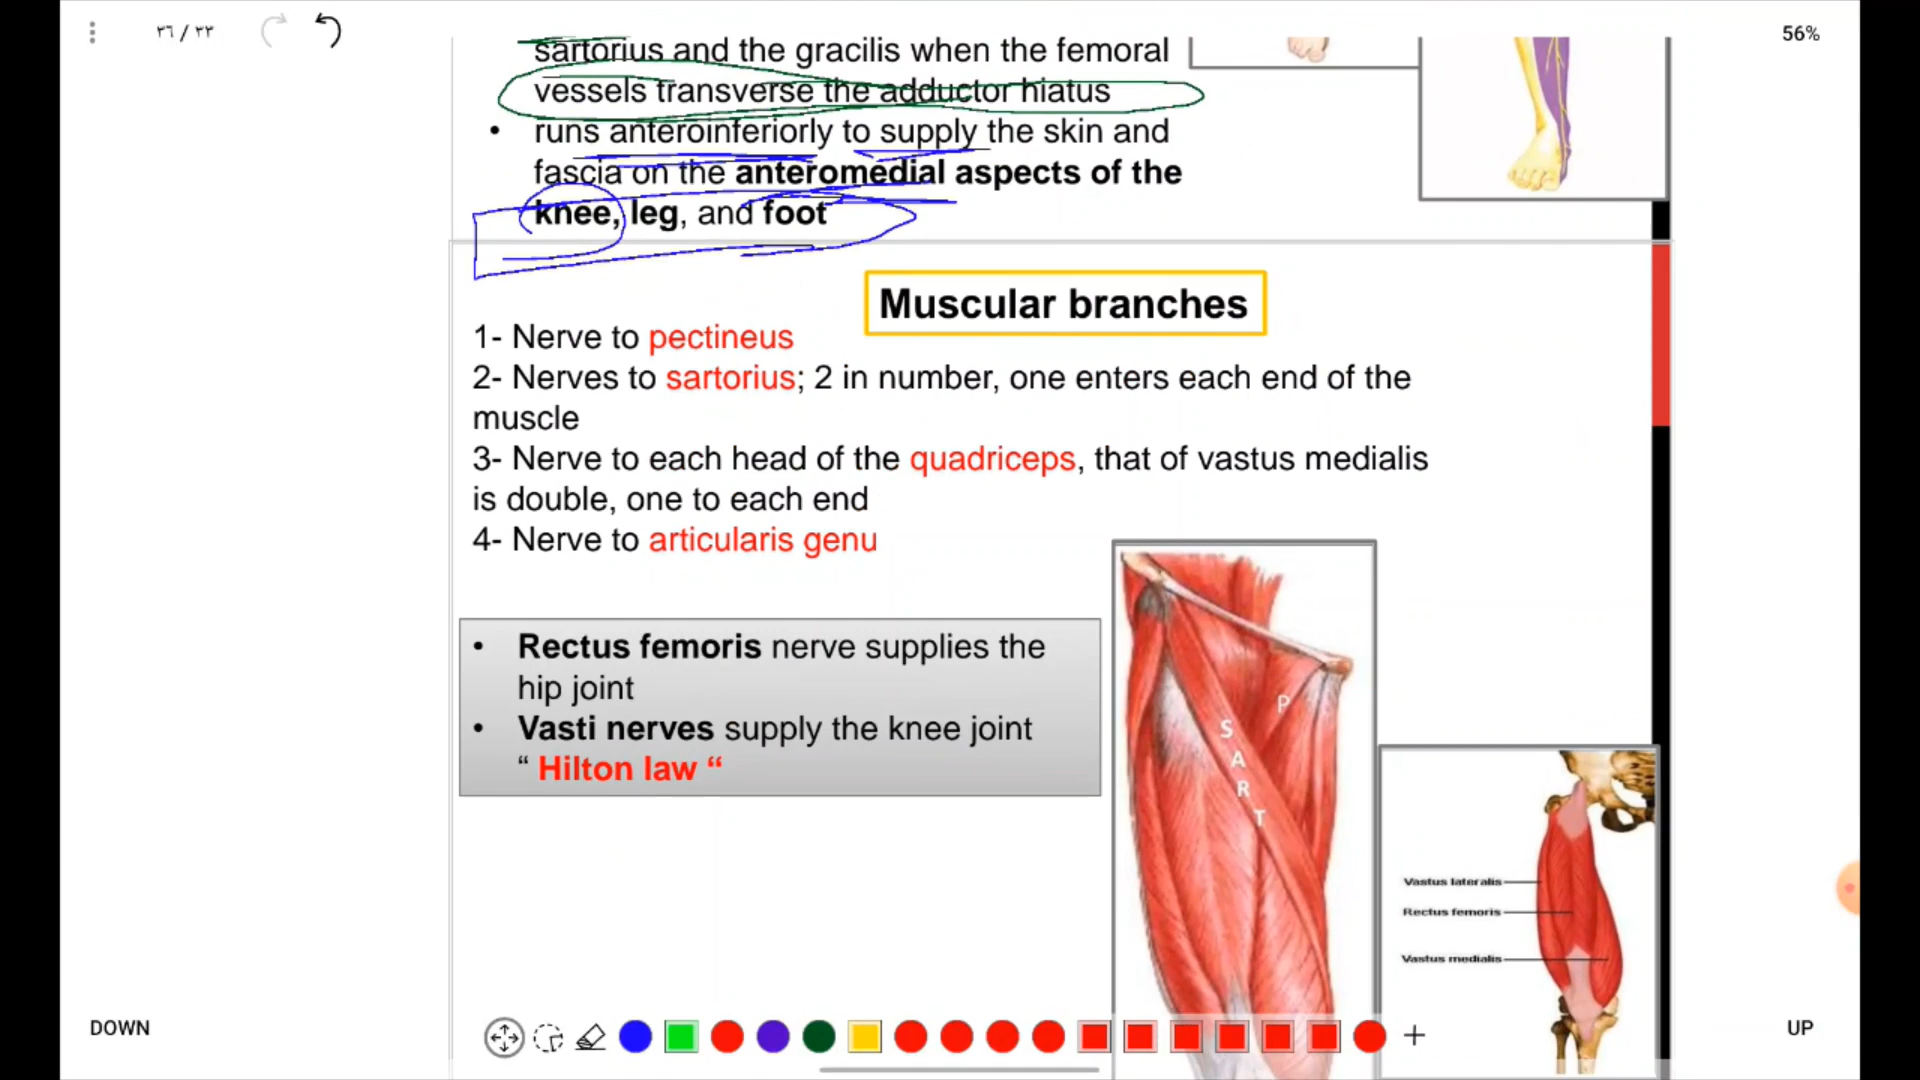 ٣٦ / ٣٣
56%
sartorius and the gracilis when the femoral
vessels transverse the adductor hiatus
• runs anteroinferiorly to supply the skin and
fascia on the anteromedial aspects of the
knee, leg, and foot
Muscular branches
1- Nerve to pectineus
2- Nerves to sartorius; 2 in number, one enters each end of the
muscle
3- Nerve to each head of the quadriceps, that of vastus medialis
is double, one to each end
4- Nerve to articularis genu
• Rectus femoris nerve supplies the
hip joint
• Vasti nerves supply the knee joint
“ Hilton law “
P
S
A
R
T
Vastus lateralis
Rectus femoris
Vastus medialis
DOWN
UP